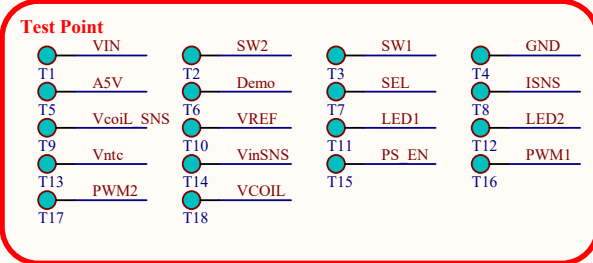 Test Point
VIN SW2 SW1 GND
T1 T2 T3 T4
A5V Demo SEL ISNS
T5 T6 T7 T8
VcoiL_SNS VREF LED1 LED2
T9 T10 T11 T12
Vntc VinSNS PS_EN PWM1
T13 T14 T15 T16
PWM2 VCOIL
T17 T18